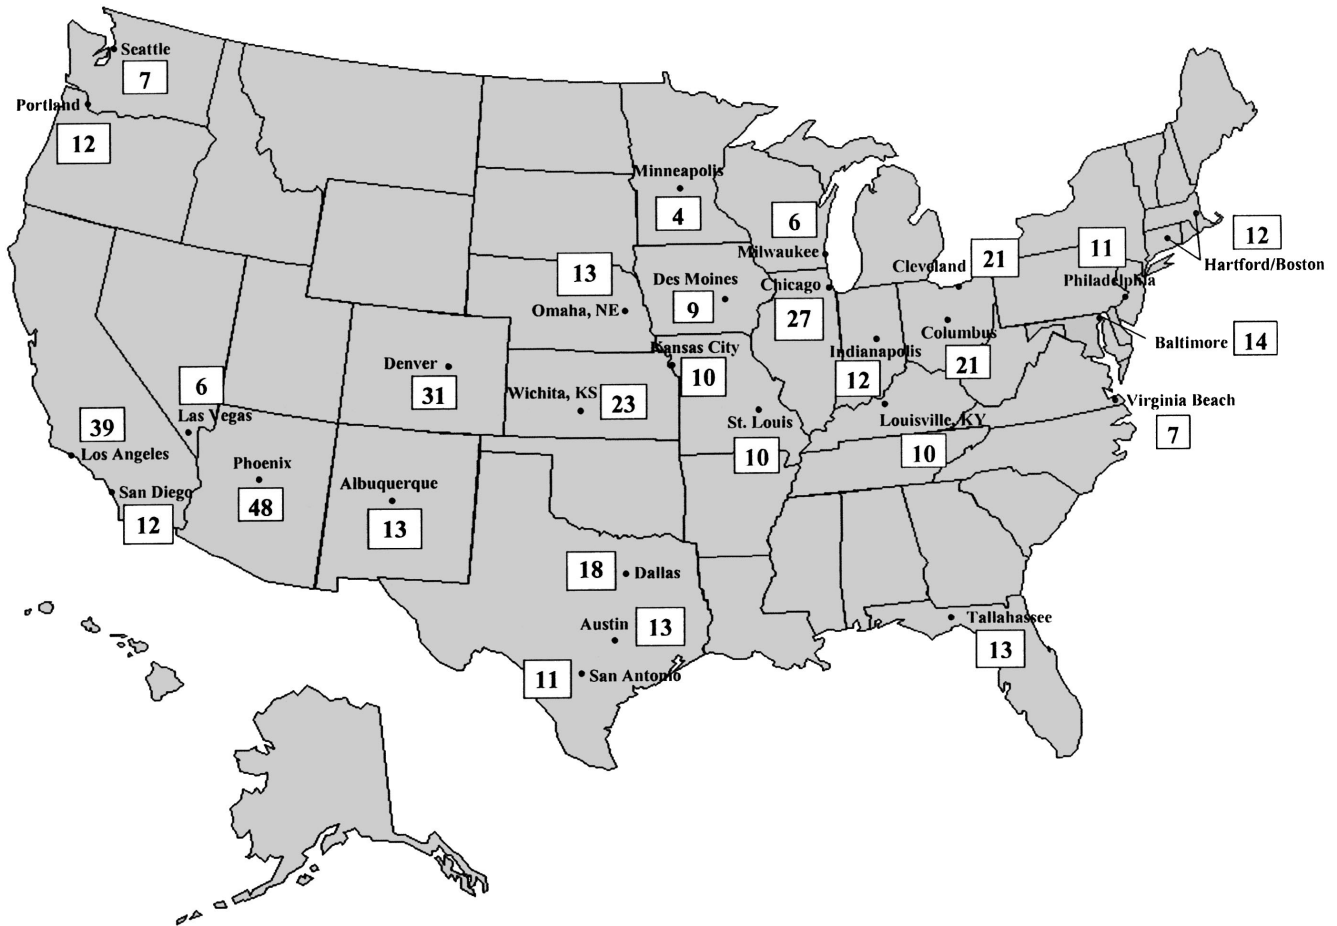 Seattle
7
Portland
12
Minneapolis
4
6
Milwaukee
Cleveland
21
11
Philadelphia
12
Hartford/Boston
13
Omaha, NE
Des Moines
9
Chicago
27
Columbus
21
Indianapolis
12
Baltimore
14
Denver
31
Kansas City
10
Wichita, KS
23
6
Las Vegas
39
Los Angeles
St. Louis
10
Louisville, KY
10
Virginia Beach
7
San Diego
12
Phoenix
48
Albuquerque
13
18
Dallas
Austin
13
11
San Antonio
Tallahassee
13